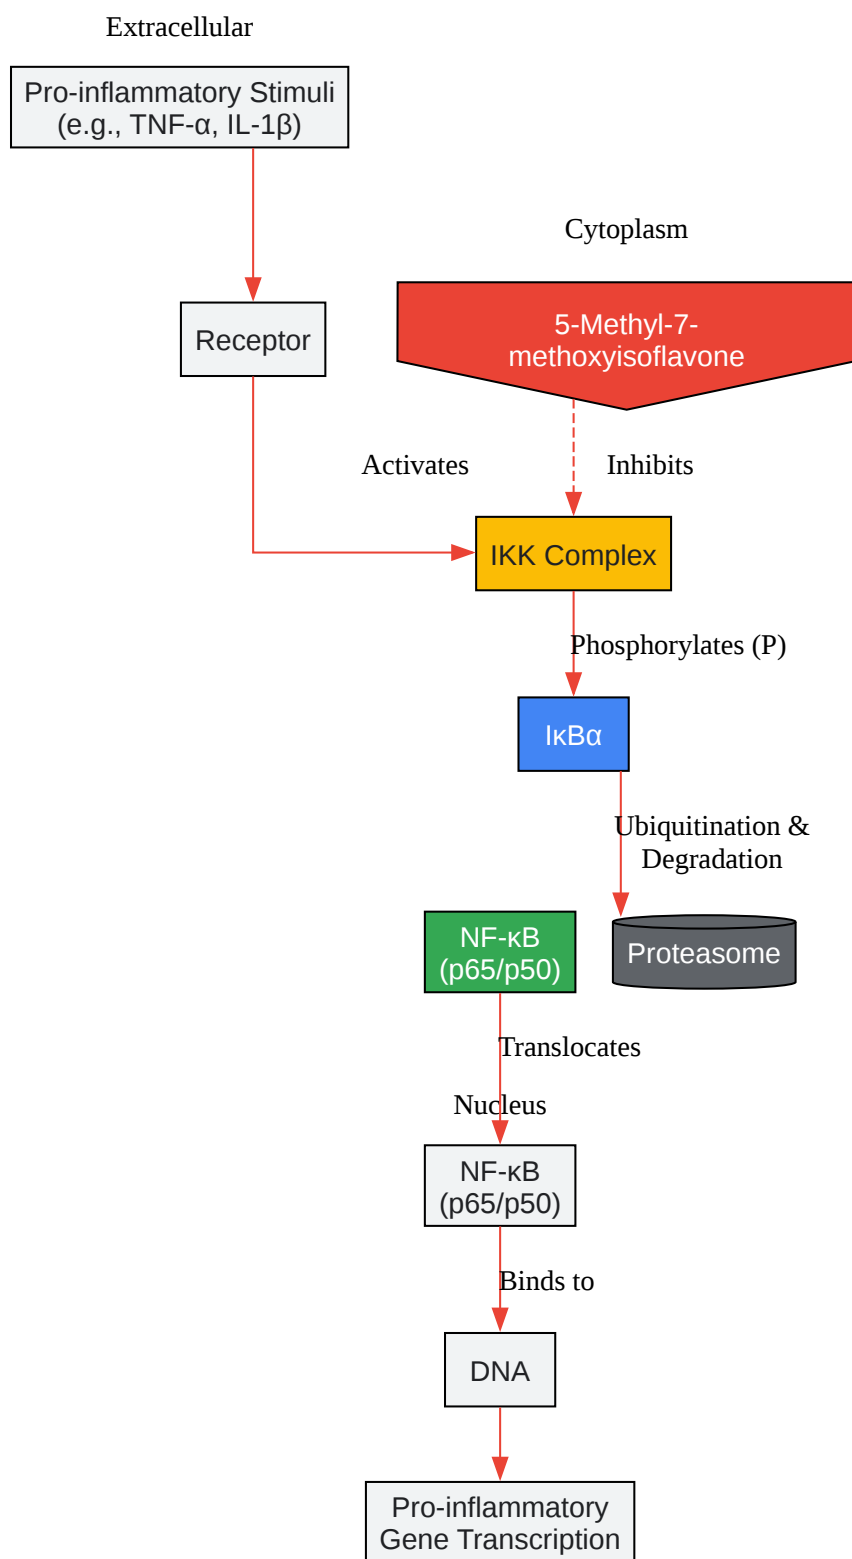 Extracellular
Pro-inflammatory Stimuli
(e.g., TNF-α, IL-1β)
Cytoplasm
5-Methyl-7-
methoxyisoflavone
Receptor
Activates
Inhibits
IKK Complex
Phosphorylates (P)
IκBα
Ubiquitination &
Degradation
NF-κB
(p65/p50)
Proteasome
Translocates
Nucleus
NF-κB
(p65/p50)
Binds to
DNA
Pro-inflammatory
Gene Transcription